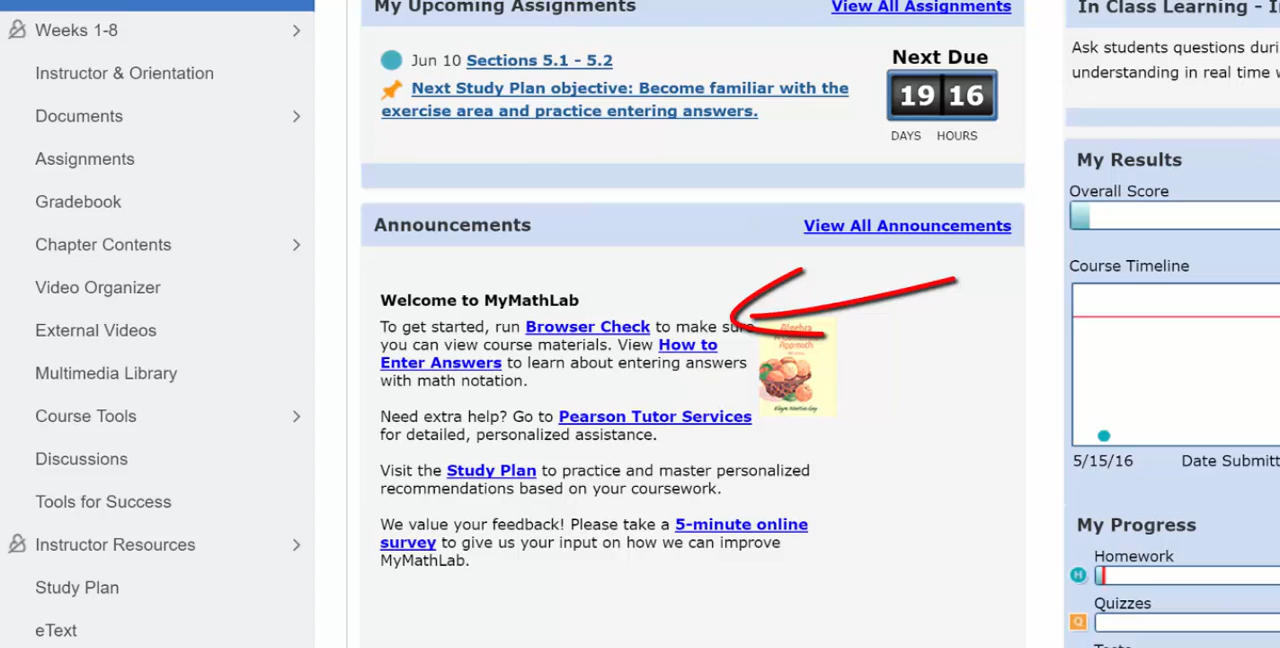 Weeks 1-8
Instructor & Orientation
Documents
Assignments
Gradebook
Chapter Contents
Video Organizer
External Videos
Multimedia Library
Course Tools
Discussions
Tools for Success
Instructor Resources
Study Plan
eText
My Upcoming Assignments
View All Assignments
Jun 10 Sections 5.1 - 5.2
Next Study Plan objective: Become familiar with the
exercise area and practice entering answers.
Next Due
19 16
DAYS HOURS
Announcements
View All Announcements
Welcome to MyMathLab
To get started, run Browser Check to make sure
you can view course materials. View How to
Enter Answers to learn about entering answers
with math notation.
Need extra help? Go to Pearson Tutor Services
for detailed, personalized assistance.
Visit the Study Plan to practice and master personalized
recommendations based on your coursework.
We value your feedback! Please take a 5-minute online
survey to give us your input on how we can improve
MyMathLab.
Algebra
In Class Learning -
Ask students questions
understanding in real time
My Results
Overall Score
Course Timeline
5/15/16
Date
My Progress
H
Homework
Q
Quizzes